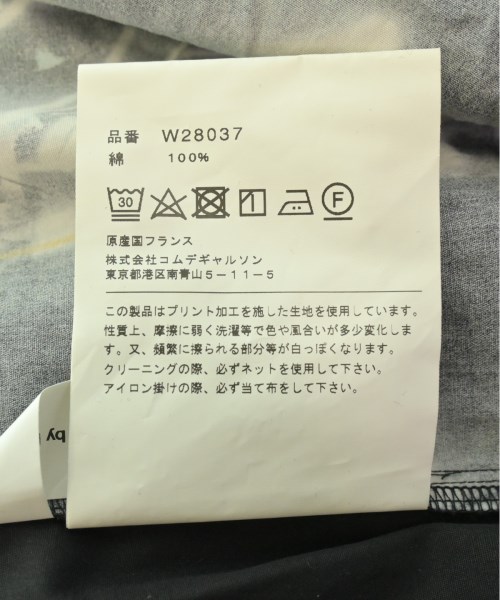 品番 W28037
綿 100%
30 F
原産国フランス
株式会社コムデギャルソン
東京都港区南青山5-11-5
この製品はプリント加工を施した生地を使用しています。
性質上、摩擦に弱く洗濯等で色や風合いが多少変化しま
す。又、頻繁に擦られる部分等が白っぽくなります。
クリーニングの際、必ずネットを使用して下さい。
アイロン掛けの際、必ず当て布をして下さい。
by